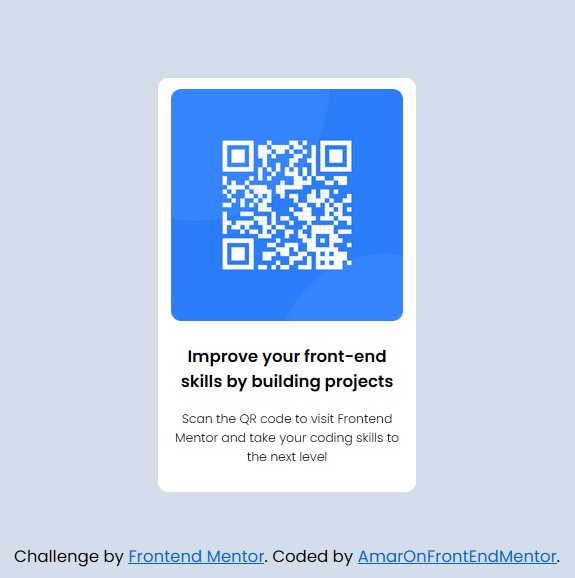 Improve your front-end
skills by building projects
Scan the QR code to visit Frontend
Mentor and take your coding skills to
the next level
Challenge by Frontend Mentor. Coded by AmarOnFrontEndMentor.